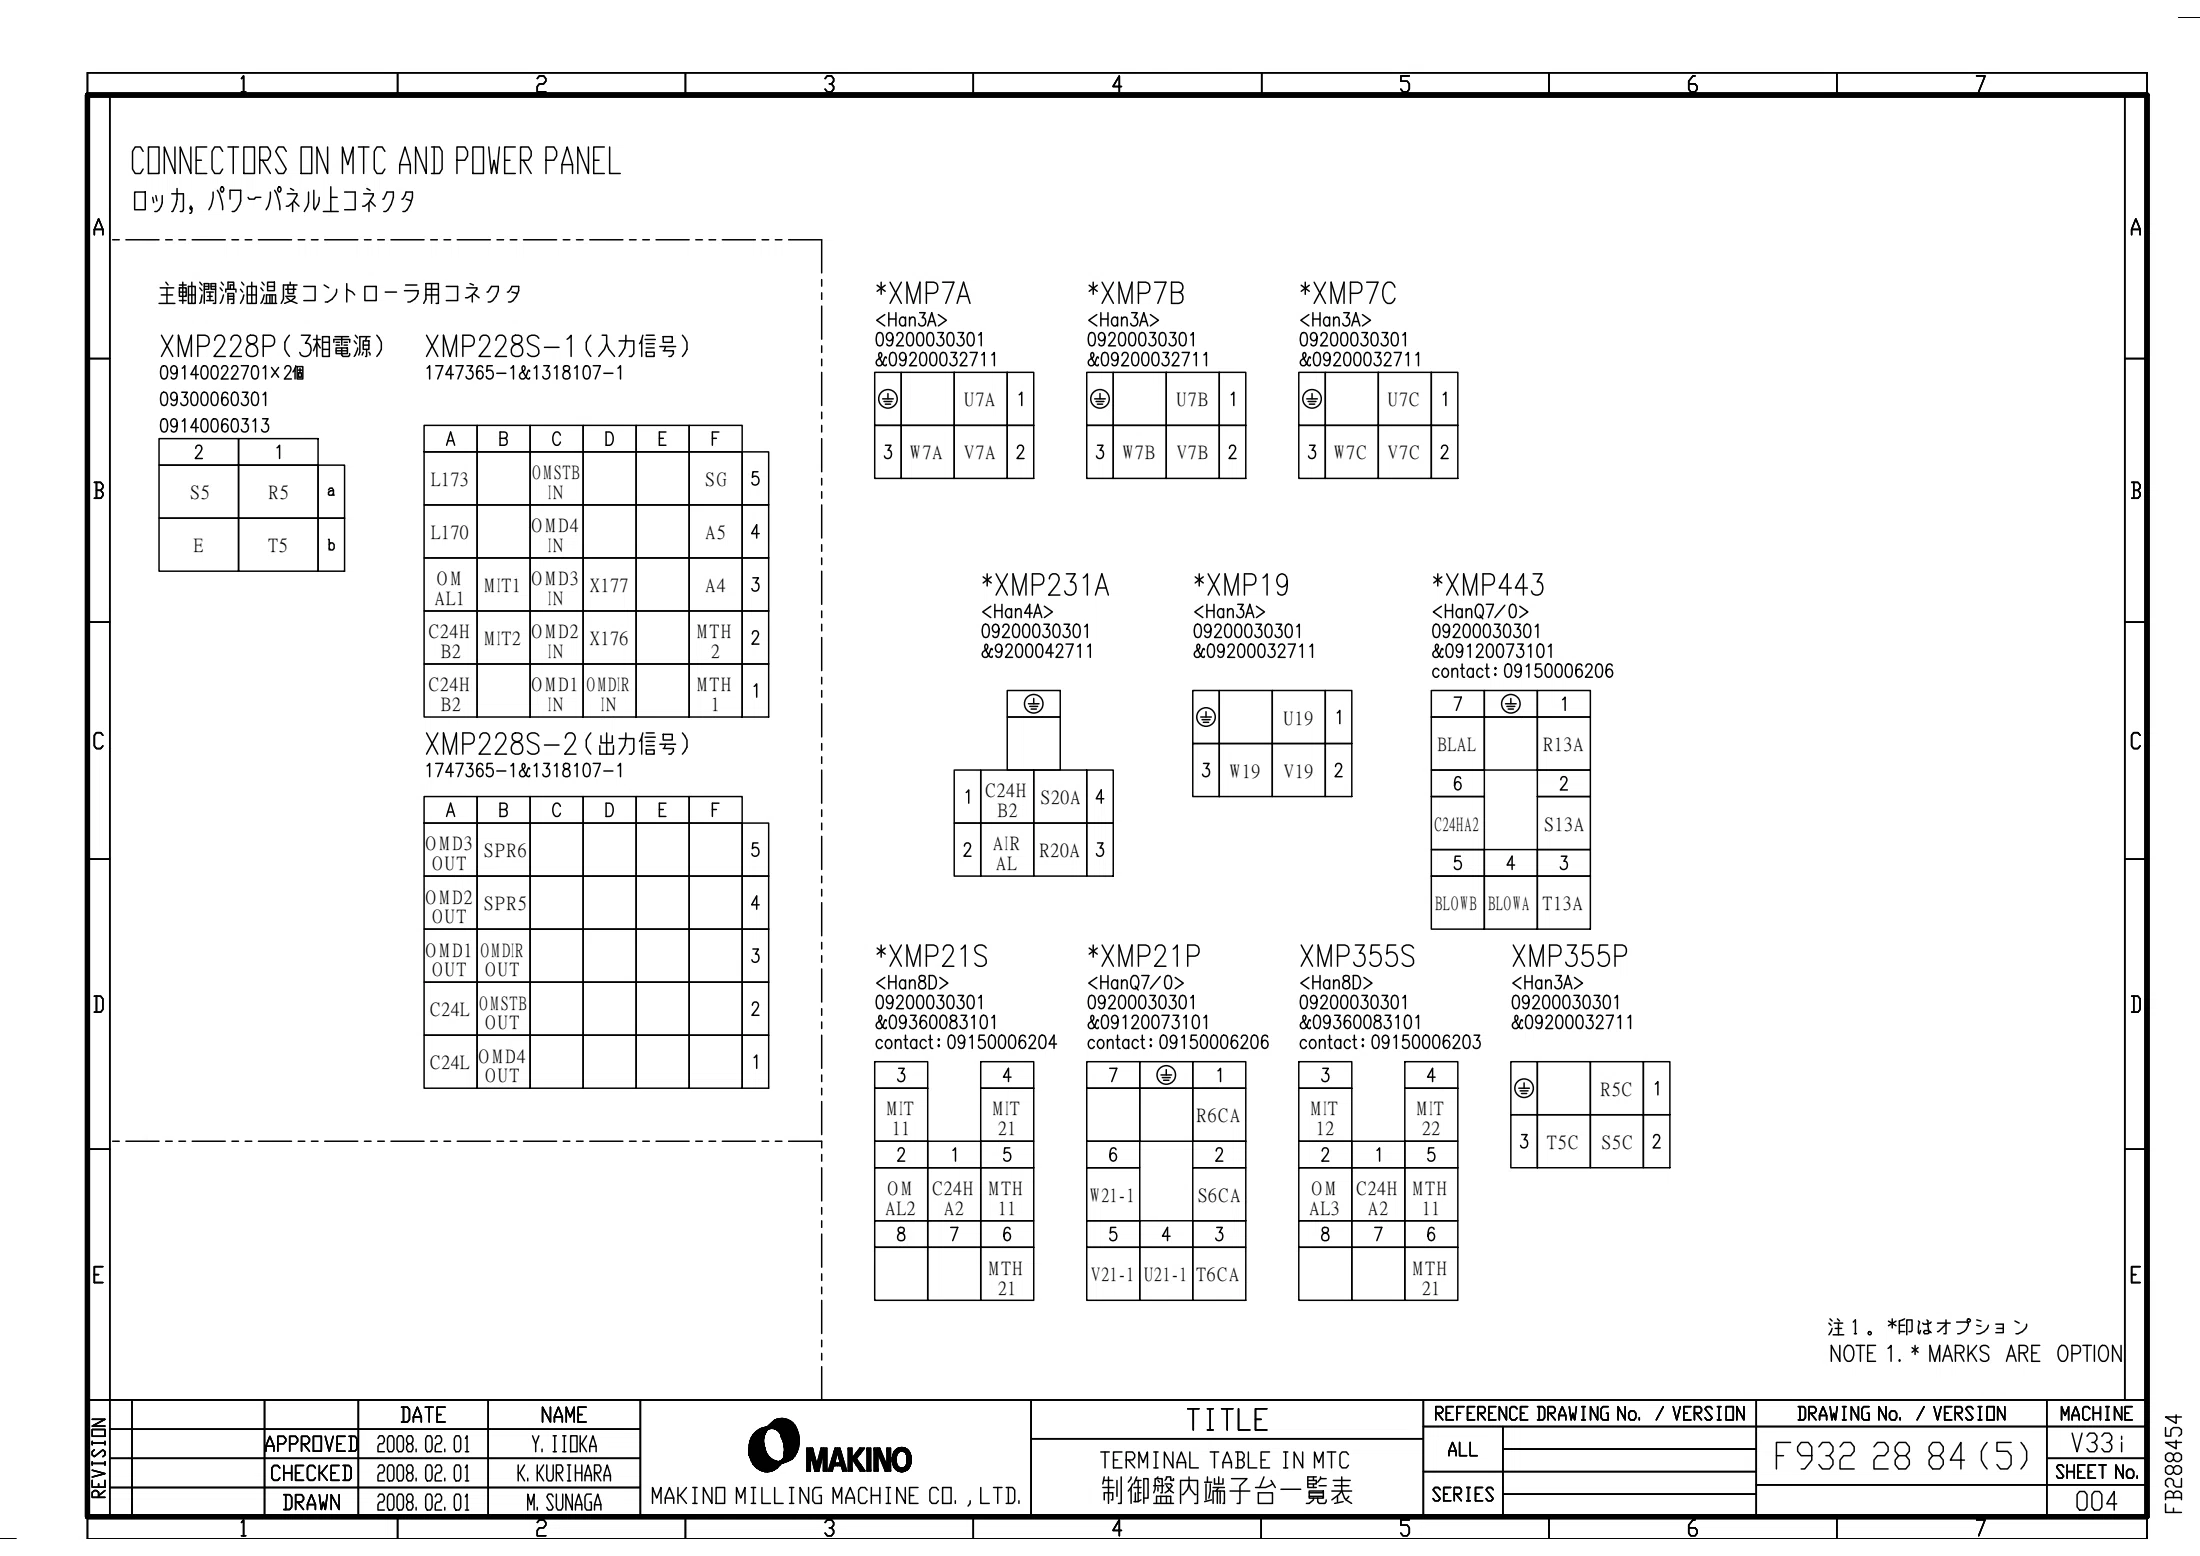 1 2 3 4 5 6 7
CONNECTORS ON MTC AND POWER PANEL
ロッカ, パワーパネル上コネクタ
A A
B B
C C
D D
E E
主軸潤滑油温度コントローラ用コネクタ
XMP228P(3相電源)
09140022701×2個
09300060301
09140060313
2 1
S5 R5 a
E T5 b
XMP228S-1(入力信号)
1747365-1&1318107-1
A B C D E F
L173 OMSTB IN SG 5
L170 OMD4 IN A5 4
OM AL1 MIT1 OMD3 IN X177 A4 3
C24H B2 MIT2 OMD2 IN X176 MTH 2 2
C24H B2 OMD1 IN OMDIR IN MTH 1 1
XMP228S-2(出力信号)
1747365-1&1318107-1
A B C D E F
OMD3 OUT SPR6 5
OMD2 OUT SPR5 4
OMD1 OUT OMDIR OUT 3
C24L OMSTB OUT 2
C24L OMD4 OUT 1
*XMP7A
<Han3A>
09200030301
&09200032711
U7A 1
3 W7A V7A 2
*XMP7B
<Han3A>
09200030301
&09200032711
U7B 1
3 W7B V7B 2
*XMP7C
<Han3A>
09200030301
&09200032711
U7C 1
3 W7C V7C 2
*XMP231A
<Han4A>
09200030301
&9200042711
1 C24H B2 S20A 4
2 AIR AL R20A 3
*XMP19
<Han3A>
09200030301
&09200032711
U19 1
3 W19 V19 2
*XMP443
<HanQ7/0>
09200030301
&09120073101
contact: 09150006206
7 1
BLAL R13A
6 2
C24HA2 S13A
5 4 3
BLOWB BLOWA T13A
*XMP21S
<Han8D>
09200030301
&09360083101
contact: 09150006204
3 4
MIT 11 MIT 21
2 1 5
OM AL2 C24H A2 MTH 11
8 7 6
MTH 21
*XMP21P
<HanQ7/0>
09200030301
&09120073101
contact: 09150006206
7 1
R6CA
6 2
W21-1 S6CA
5 4 3
V21-1 U21-1 T6CA
XMP355S
<Han8D>
09200030301
&09360083101
contact: 09150006203
3 4
MIT 12 MIT 22
2 1 5
OM AL3 C24H A2 MTH 11
8 7 6
MTH 21
XMP355P
<Han3A>
09200030301
&09200032711
R5C 1
3 T5C S5C 2
注1。*印はオプション
NOTE 1. * MARKS ARE OPTION
REVISION
DATE NAME
APPROVED 2008.02.01 Y. IIOKA
CHECKED 2008.02.01 K. KURIHARA
DRAWN 2008.02.01 M. SUNAGA
MAKINO
MAKINO MILLING MACHINE CO.,LTD.
TITLE
TERMINAL TABLE IN MTC
制御盤内端子台一覧表
REFERENCE DRAWING No. / VERSION
ALL
SERIES
DRAWING No. / VERSION
F932 28 84(5)
MACHINE
V33i
SHEET No.
004
FB288454
1 2 3 4 5 6 7